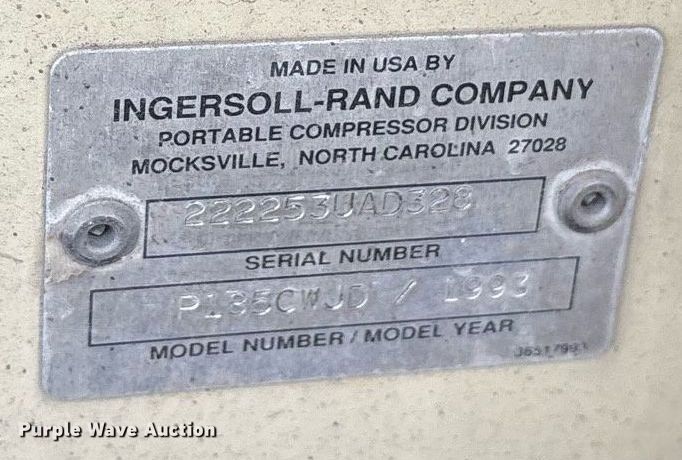 MADE IN USA BY
INGERSOLL-RAND COMPANY
PORTABLE COMPRESSOR DIVISION
MOCKSVILLE, NORTH CAROLINA 27028
222253UAD328
SERIAL NUMBER
P185CWJD / 1993
MODEL NUMBER / MODEL YEAR
Purple Wave Auction